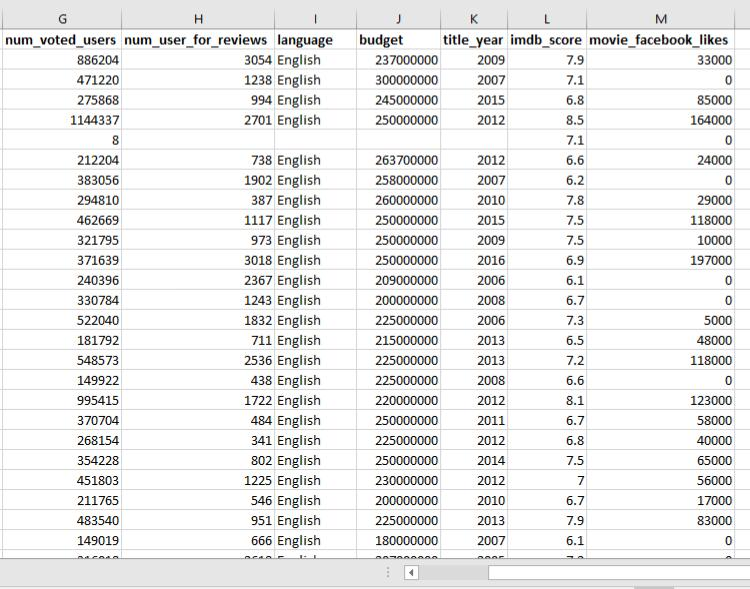 G H I J K L M
num_voted_users num_user_for_reviews language budget title_year imdb_score movie_facebook_likes
886204 3054 English 237000000 2009 7.9 33000
471220 1238 English 300000000 2007 7.1 0
275868 994 English 245000000 2015 6.8 85000
1144337 2701 English 250000000 2012 8.5 164000
8 7.1 0
212204 738 English 263700000 2012 6.6 24000
383056 1902 English 258000000 2007 6.2 0
294810 387 English 260000000 2010 7.8 29000
462669 1117 English 250000000 2015 7.5 118000
321795 973 English 250000000 2009 7.5 10000
371639 3018 English 250000000 2016 6.9 197000
240396 2367 English 209000000 2006 6.1 0
330784 1243 English 200000000 2008 6.7 0
522040 1832 English 225000000 2006 7.3 5000
181792 711 English 215000000 2013 6.5 48000
548573 2536 English 225000000 2013 7.2 118000
149922 438 English 225000000 2008 6.6 0
995415 1722 English 220000000 2012 8.1 123000
370704 484 English 250000000 2011 6.7 58000
268154 341 English 225000000 2012 6.8 40000
354228 802 English 250000000 2014 7.5 65000
451803 1225 English 230000000 2012 7 56000
211765 546 English 200000000 2010 6.7 17000
483540 951 English 225000000 2013 7.9 83000
149019 666 English 180000000 2007 6.1 0